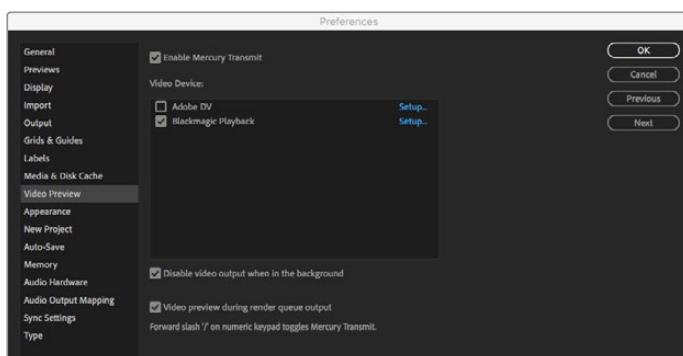 Preferences
General
Previews
Display
Import
Output
Grids & Guides
Labels
Media & Disk Cache
Video Preview
Appearance
New Project
Auto-Save
Memory
Audio Hardware
Audio Output Mapping
Sync Settings
Type
Enable Mercury Transmit
Video Device:
Adobe DV Setup...
Blackmagic Playback Setup...
Disable video output when in the background
Video preview during render queue output
Forward slash '/' on numeric keypad toggles Mercury Transmit.
OK
Cancel
Previous
Next